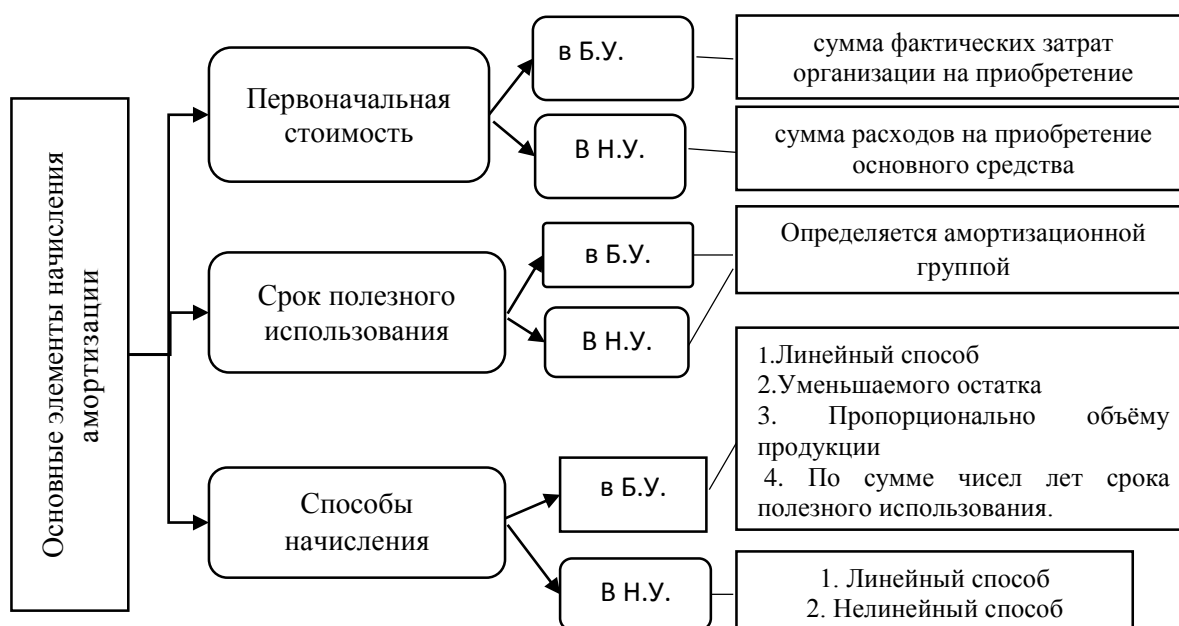 Основные элементы начисления
амортизации
Первоначальная
стоимость
в Б.У.
сумма фактических затрат
организации на приобретение
В Н.У.
сумма расходов на приобретение
основного средства
Срок полезного
использования
в Б.У.
В Н.У.
Определяется амортизационной
группой
Способы
начисления
в Б.У.
1.Линейный способ
2.Уменьшаемого остатка
3. Пропорционально объёму
продукции
4. По сумме чисел лет срока
полезного использования.
В Н.У.
1. Линейный способ
2. Нелинейный способ